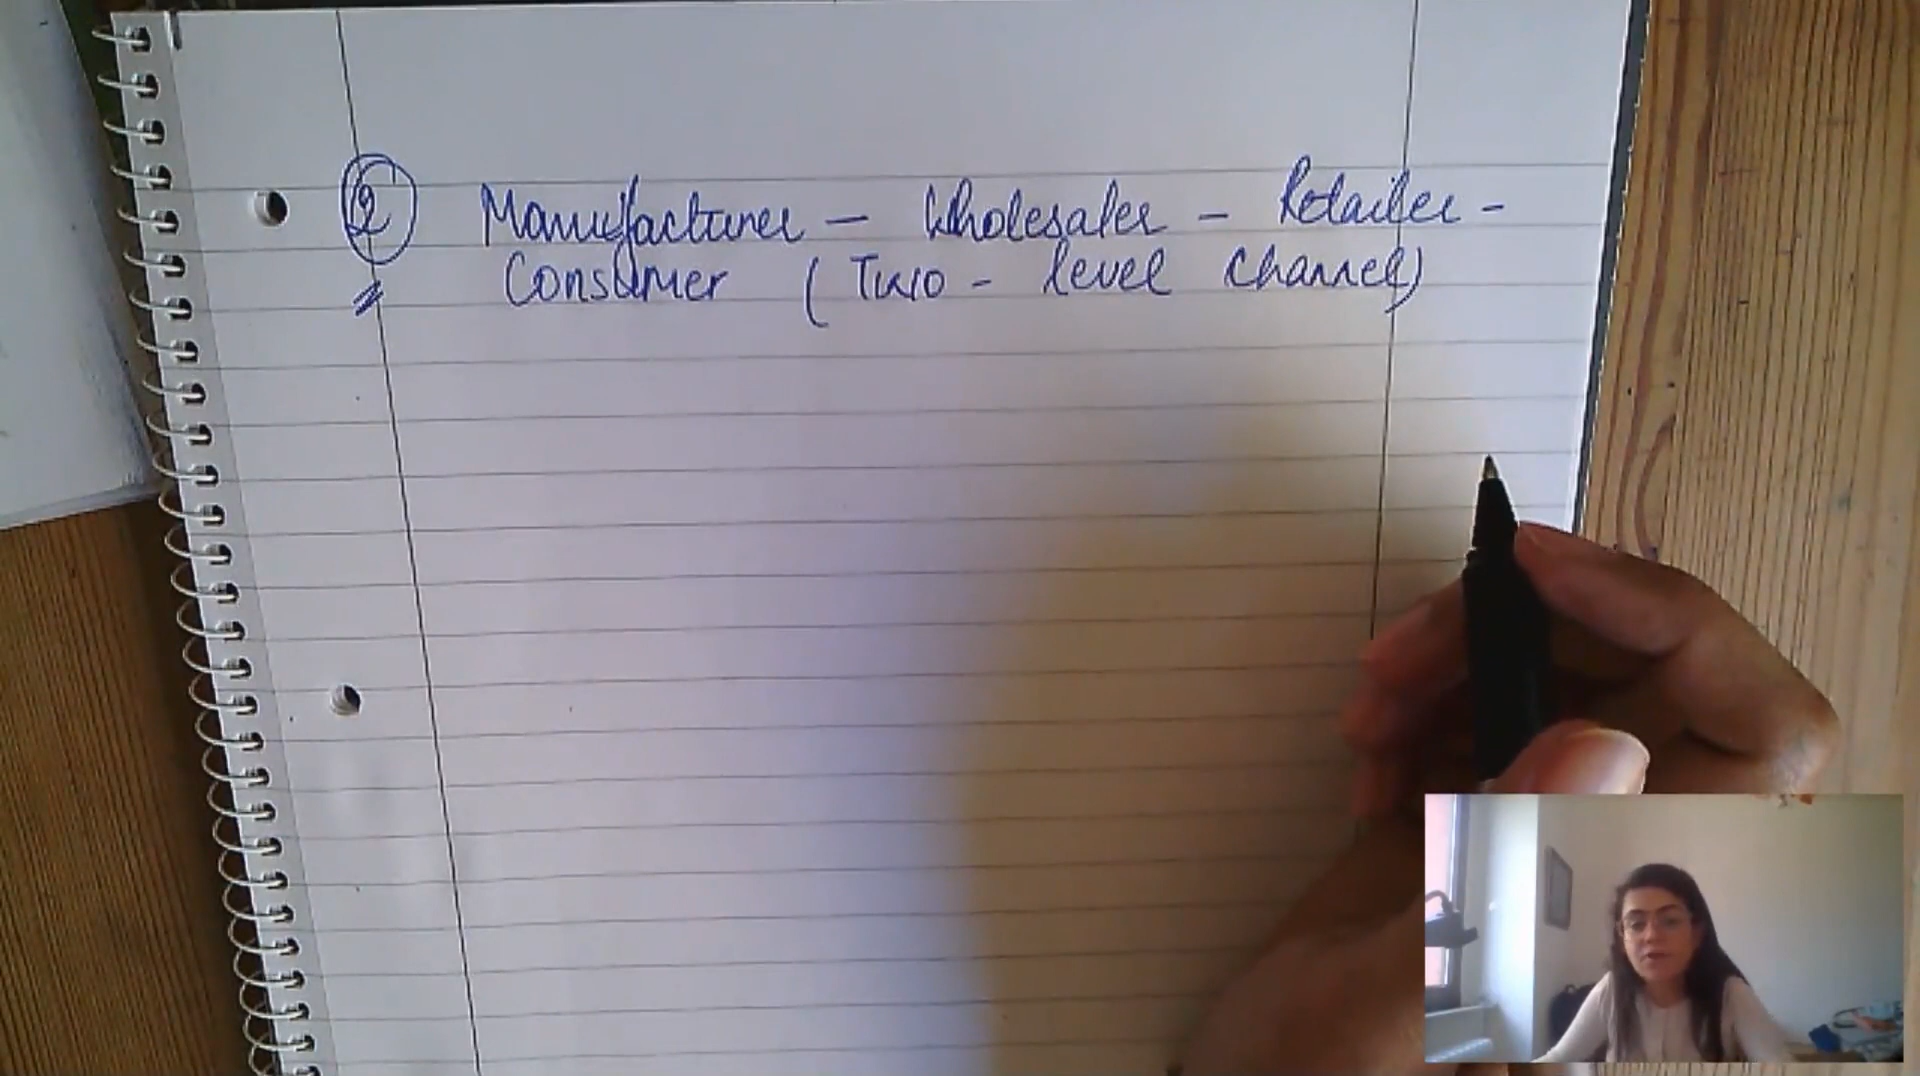 2 Manufacturer - Wholesaler - Retailer -
Consumer (Two - level channel)